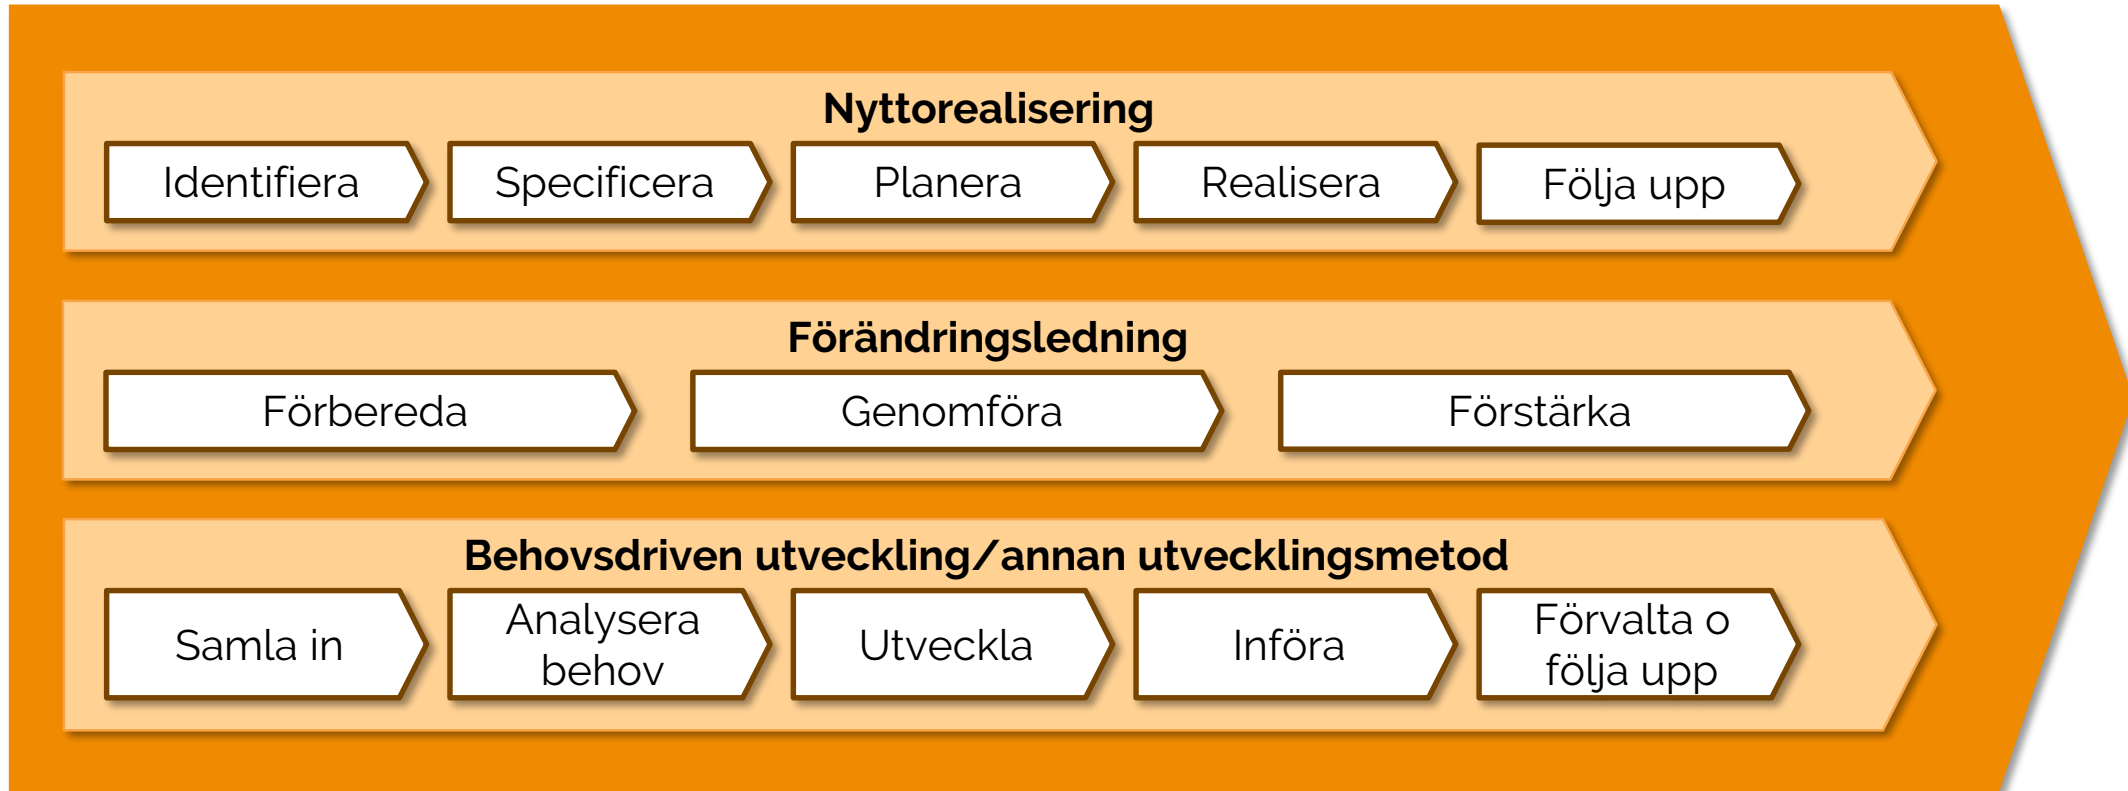 Nyttorealisering
Identifiera
Specificera
Planera
Realisera
Följa upp
Förändringsledning
Förbereda
Genomföra
Förstärka
Behovsdriven utveckling/annan utvecklingsmetod
Samla in
Analysera
behov
Utveckla
Införa
Förvalta o
följa upp